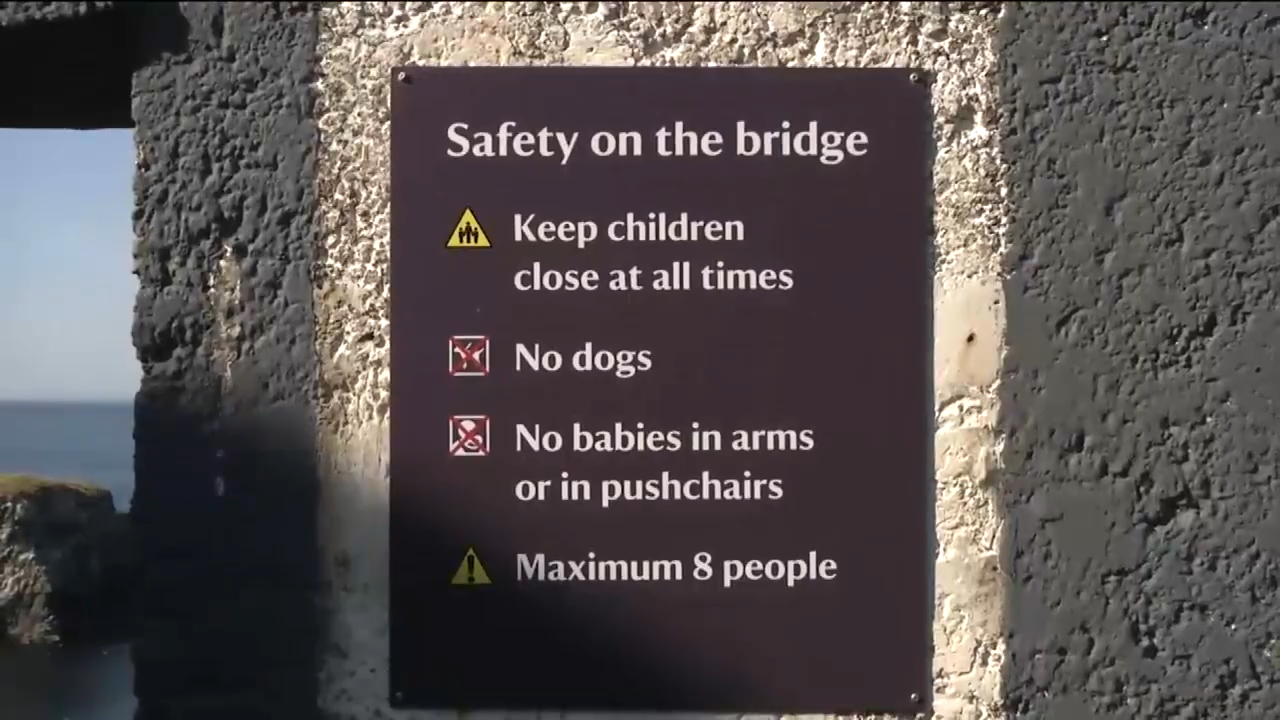 Safety on the bridge
Keep children
close at all times
No dogs
No babies in arms
or in pushchairs
Maximum 8 people